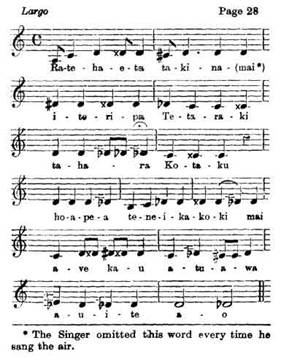 Largo Page 28
Ra-te-ha-e-ta ta-ki-na-(mai*)
i-te-ri-pa Te-ta-ra-ki
ta-ha-ra Ko-ta-ku
ho-a-pe-a te-ne-i-ka-ko-ki mai
a-ve ka-u a-tu-a-wa
a-u-i-te a-o
* The Singer omitted this word every time he
sang the air.